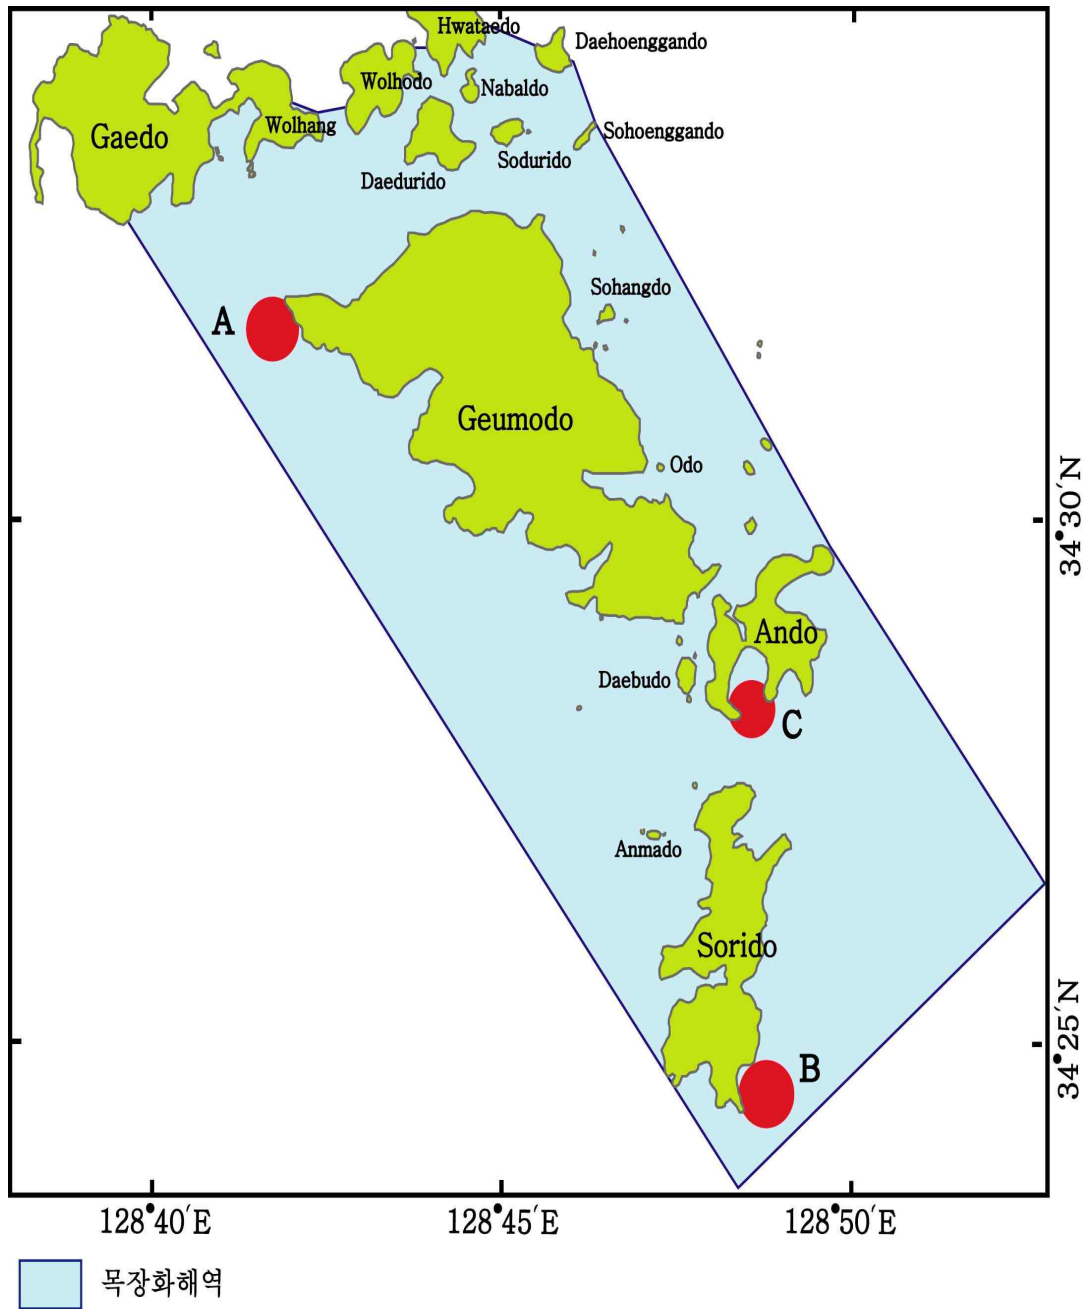 Hwataedo
Daehoenggando
Wolhodo
Nabaldo
Wolhang
Gaedo
Sohoenggando
Sodurido
Daedurido
Sohangdo
A
Geumodo
Odo
34°30′N
Ando
Daebudo
C
Anmado
Sorido
34°25′N
B
128°40′E
128°45′E
128°50′E
목장화해역